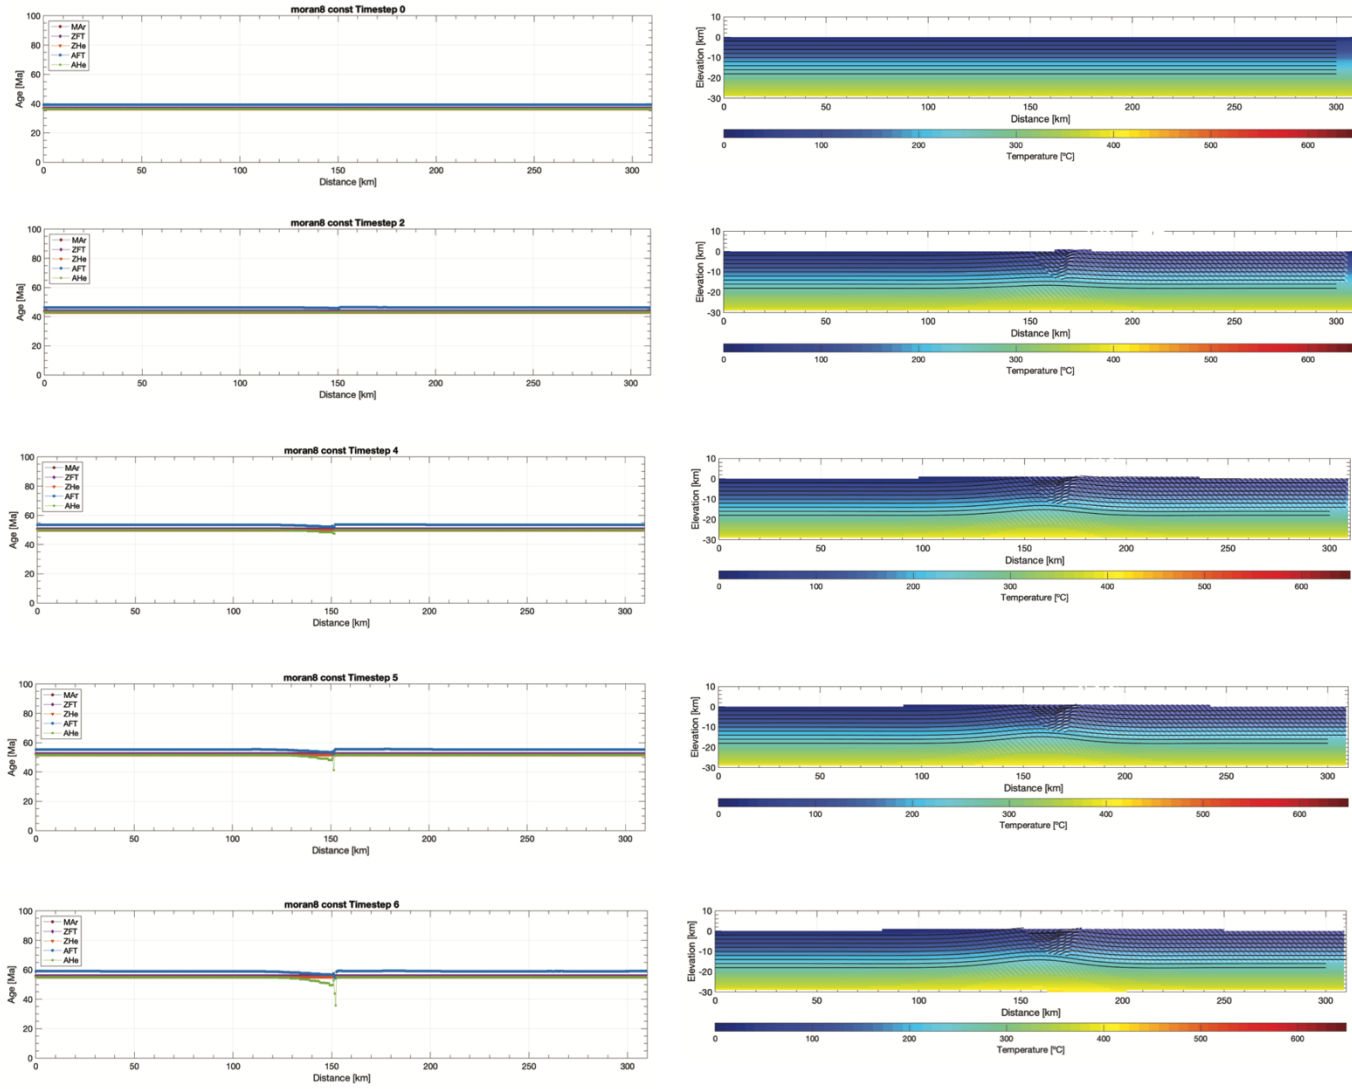 moran8 const Timestep 0
100
80
60
40
20
0
Age [Ma]
MAr
ZFT
ZHe
AFT
AHe
0 50 100 150 200 250 300
Distance [km]
10
0
-10
-20
-30
Elevation [km]
50 100 150 200 250 300
Distance [km]
0 100 200 300 400 500 600
Temperature [ºC]
moran8 const Timestep 2
100
80
60
40
20
0
Age [Ma]
MAr
ZFT
ZHe
AFT
AHe
0 50 100 150 200 250 300
Distance [km]
10
0
-10
-20
-30
Elevation [km]
0 50 100 150 200 250 300
Distance [km]
0 100 200 300 400 500 600
Temperature [ºC]
moran8 const Timestep 4
100
80
60
40
20
0
Age [Ma]
MAr
ZFT
ZHe
AFT
AHe
0 50 100 150 200 250 300
Distance [km]
10
0
-10
-20
-30
Elevation [km]
0 50 100 150 200 250 300
Distance [km]
0 100 200 300 400 500 600
Temperature [ºC]
moran8 const Timestep 5
100
80
60
40
20
0
Age [Ma]
MAr
ZFT
ZHe
AFT
AHe
0 50 100 150 200 250 300
Distance [km]
10
0
-10
-20
-30
Elevation [km]
0 50 100 150 200 250 300
Distance [km]
0 100 200 300 400 500 600
Temperature [ºC]
moran8 const Timestep 6
100
80
60
40
20
0
Age [Ma]
MAr
ZFT
ZHe
AFT
AHe
0 50 100 150 200 250 300
Distance [km]
10
0
-10
-20
-30
Elevation [km]
0 50 100 150 200 250 300
Distance [km]
0 100 200 300 400 500 600
Temperature [ºC]